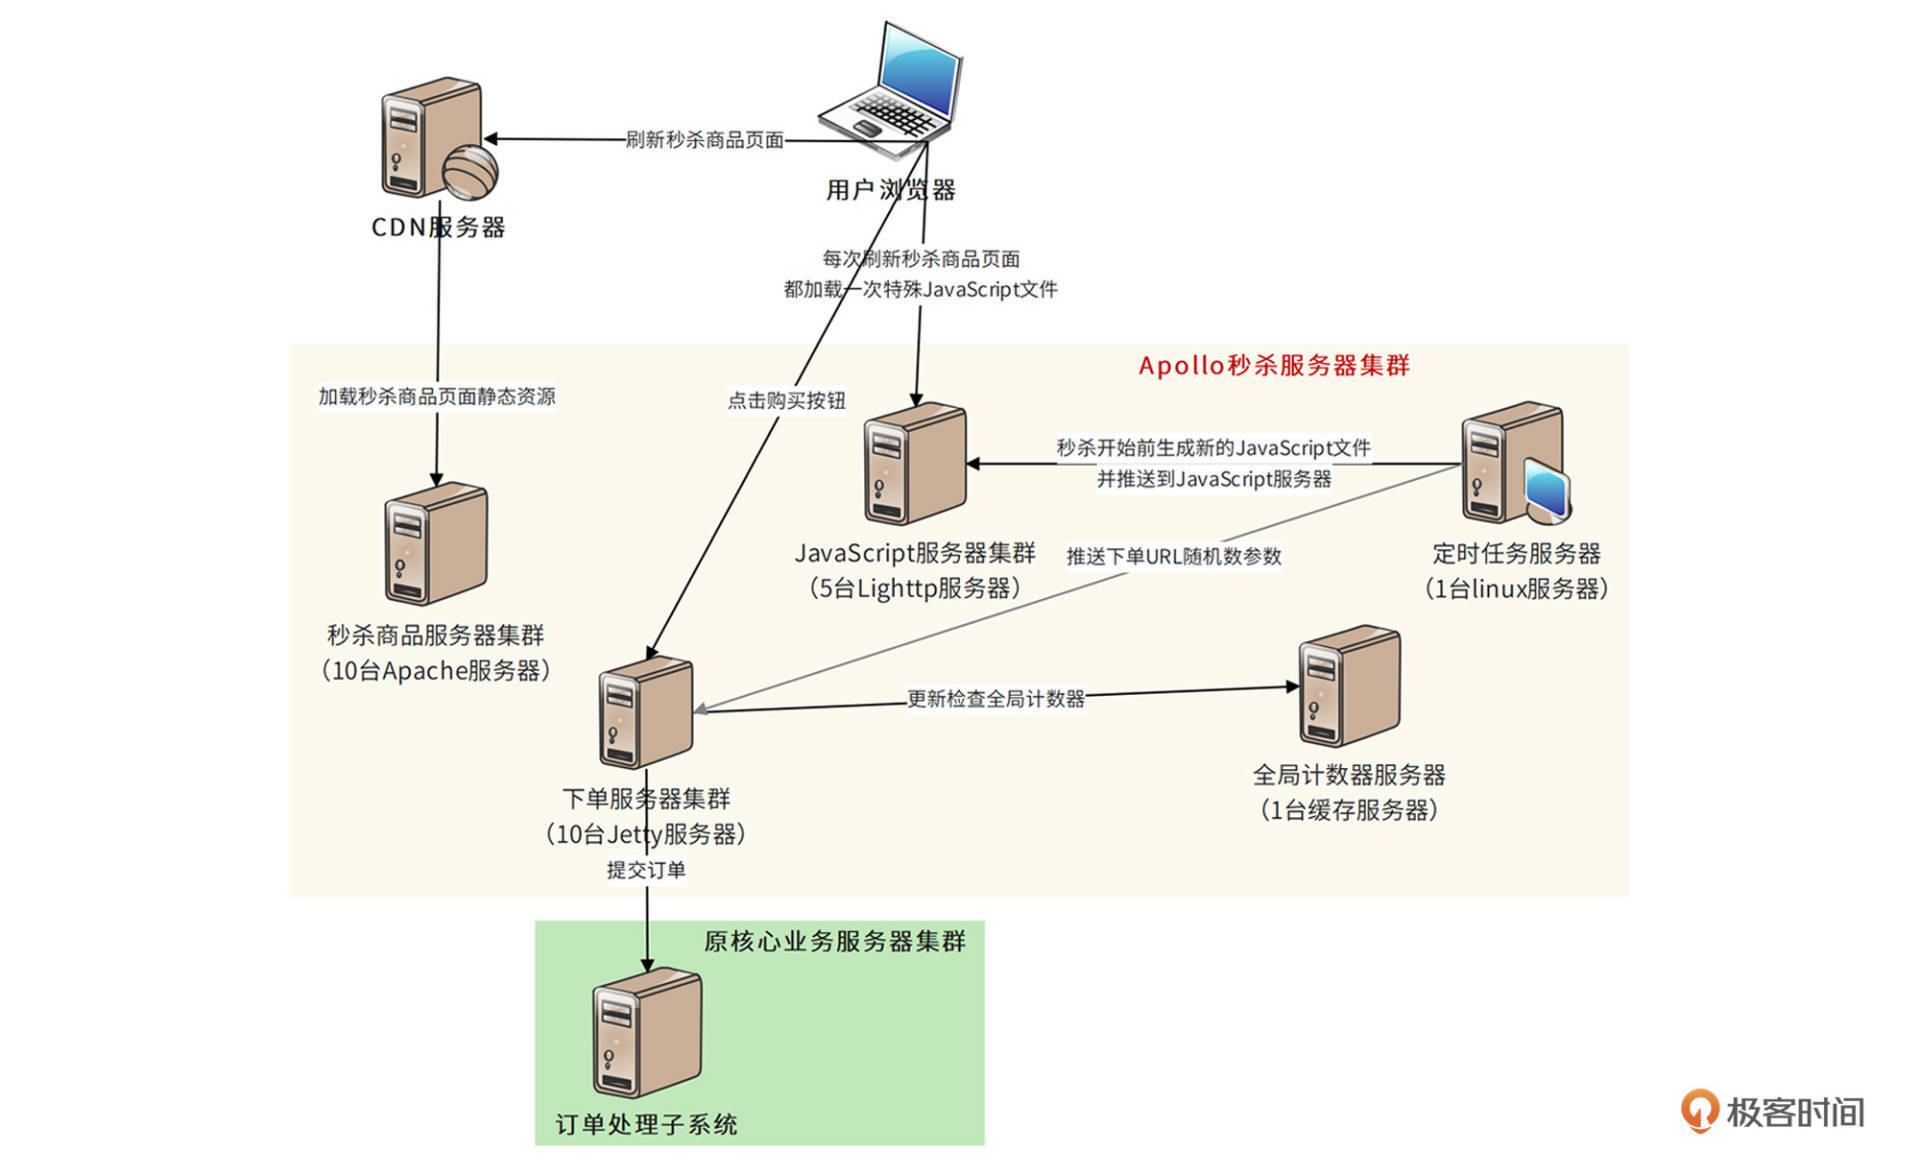 刷新秒杀商品页面
用户浏览器
CDN服务器
每次刷新秒杀商品页面
都加载一次特殊JavaScript文件
Apollo秒杀服务器集群
加载秒杀商品页面静态资源
点击购买按钮
秒杀开始前生成新的JavaScript文件
并推送到JavaScript服务器
JavaScript服务器集群
（5台Lighttp服务器）
推送下单URL随机数参数
定时任务服务器
（1台linux服务器）
秒杀商品服务器集群
（10台Apache服务器）
更新检查全局计数器
全局计数器服务器
（1台缓存服务器）
下单服务器集群
（10台Jetty服务器）
提交订单
原核心业务服务器集群
订单处理子系统
极客时间